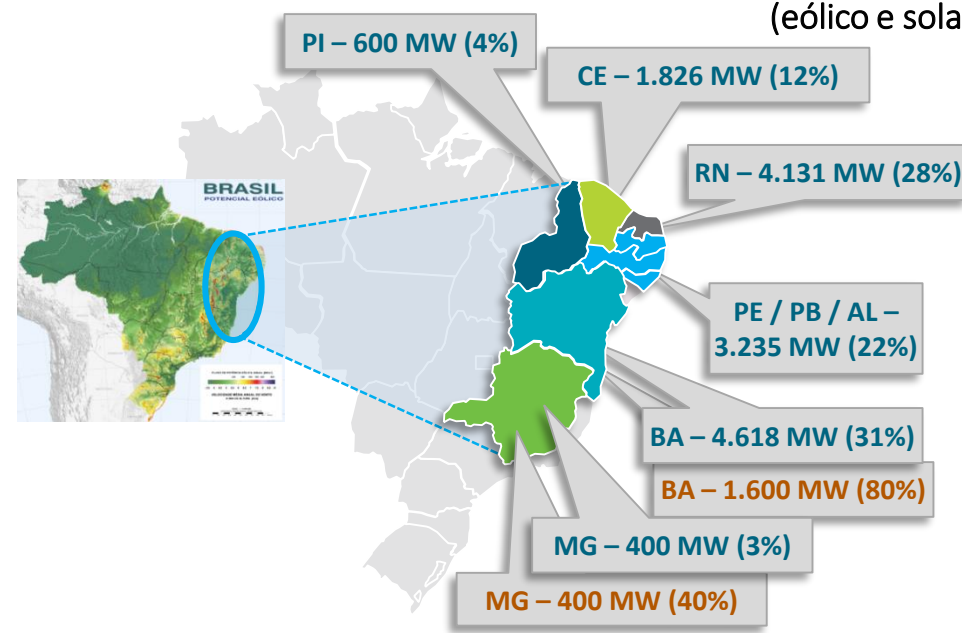 (eólico e sola
PI – 600 MW (4%)
CE – 1.826 MW (12%)
RN – 4.131 MW (28%)
BRASIL
POTENCIAL EÓLICO
PE / PB / AL –
3.235 MW (22%)
BA – 4.618 MW (31%)
BA – 1.600 MW (80%)
MG – 400 MW (3%)
MG – 400 MW (40%)